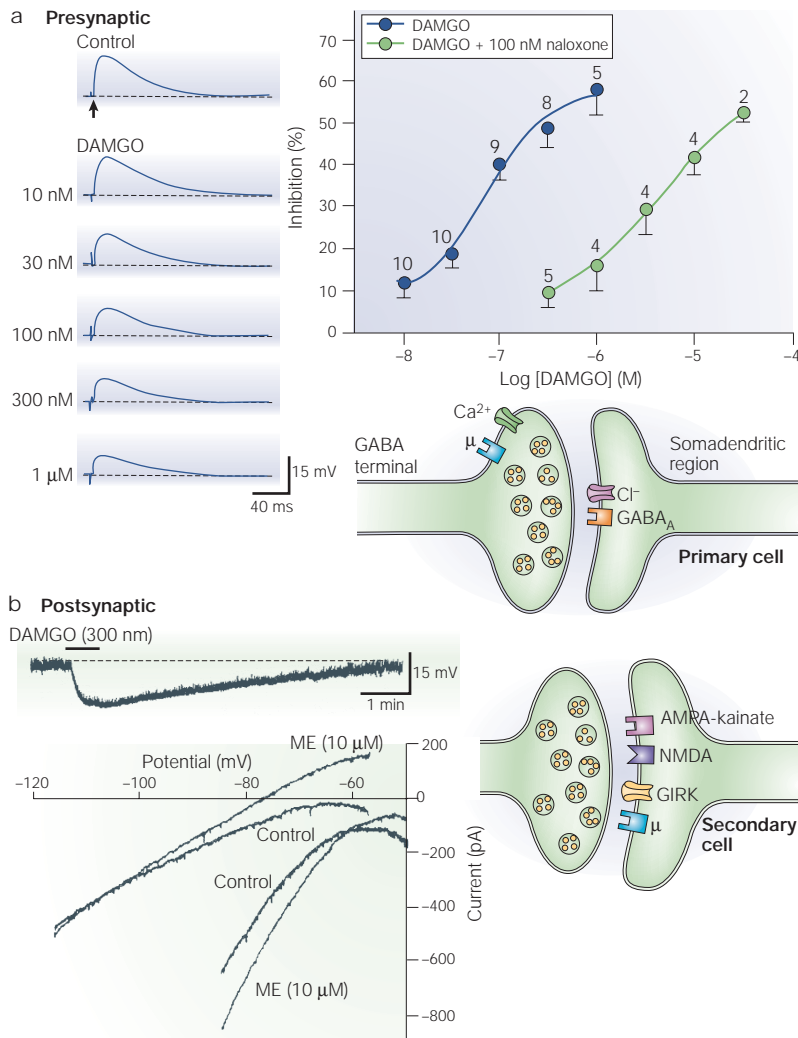 a Presynaptic
Control
DAMGO
10 nM
30 nM
100 nM
300 nM
1 µM
15 mV
40 ms
DAMGO
DAMGO + 100 nM naloxone
Inhibition (%)
70
60
50
40
30
20
10
0
10
10
9
8
5
5
4
4
4
2
–8
–7
–6
–5
–4
Log [DAMGO] (M)
Ca2+
µ
GABA
terminal
Somadendritic
region
Cl–
GABAA
Primary cell
b Postsynaptic
DAMGO (300 nm)
15 mV
1 min
ME (10 µM)
Potential (mV)
–120
–100
–80
–60
200
0
–200
–400
–600
–800
Current (pA)
Control
Control
ME (10 µM)
AMPA-kainate
NMDA
GIRK
µ
Secondary
cell